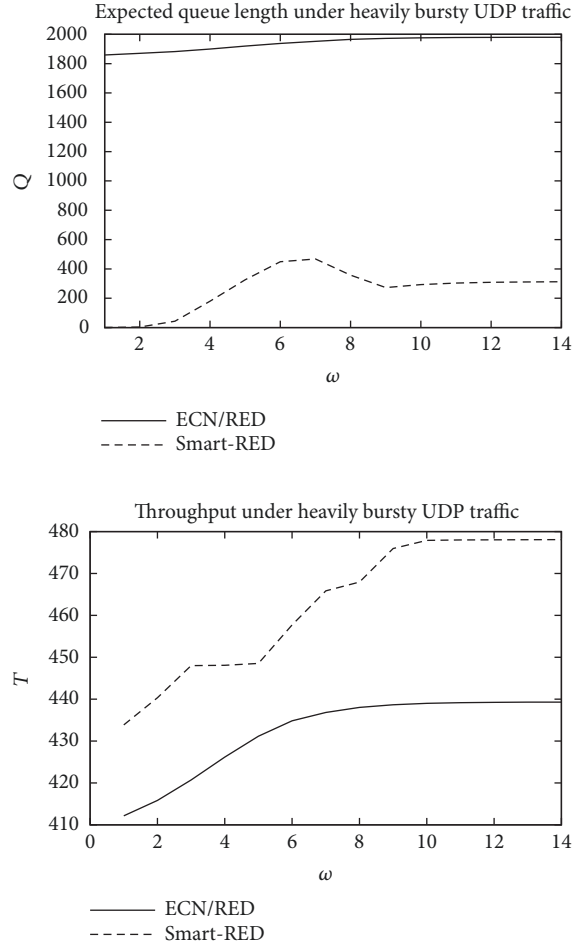 Expected queue length under heavily bursty UDP traffic
2000
1800
1600
1400
1200
1000
800
600
400
200
0
Q
2 4 6 8 10 12 14
ω
ECN/RED
Smart-RED
Throughput under heavily bursty UDP traffic
480
470
460
450
440
430
420
410
T
0 2 4 6 8 10 12 14
ω
ECN/RED
Smart-RED